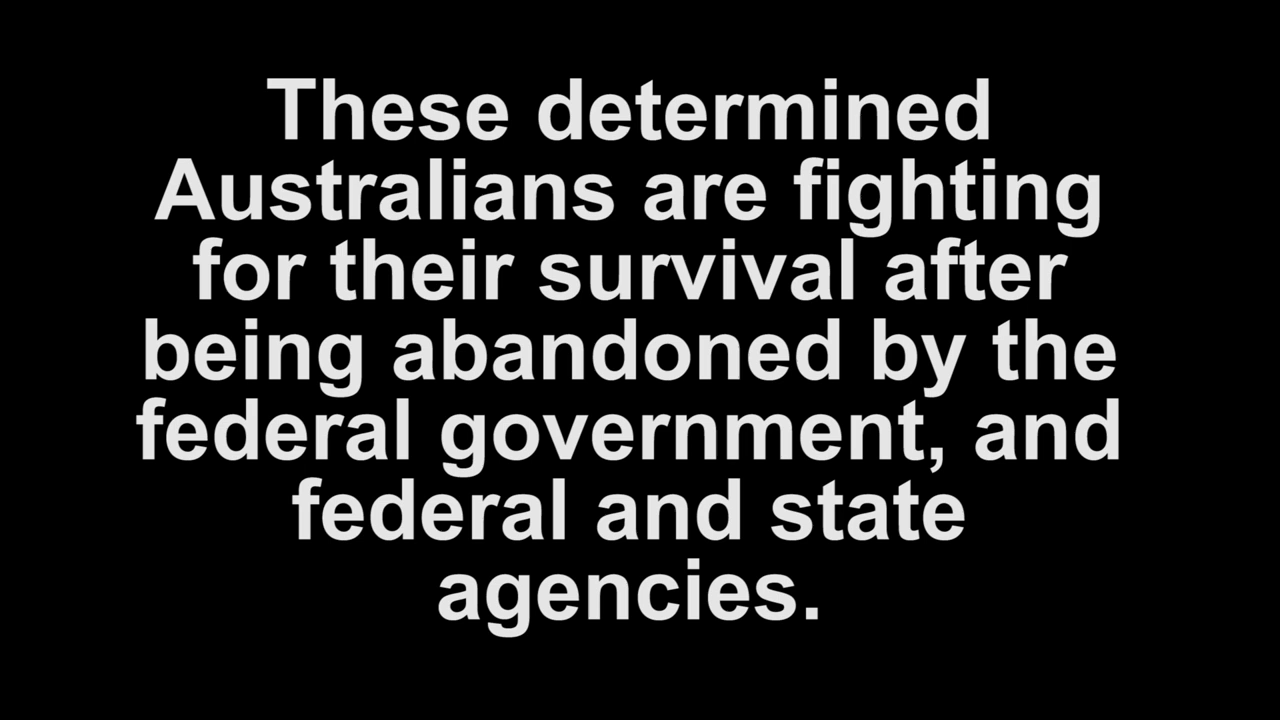 These determined
Australians are fighting
for their survival after
being abandoned by the
federal government, and
federal and state
agencies.